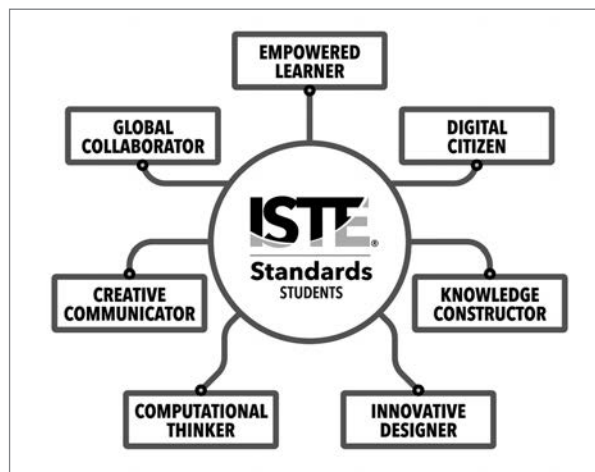 EMPOWERED
LEARNER
GLOBAL
COLLABORATOR
DIGITAL
CITIZEN
ISTE®
Standards
STUDENTS
CREATIVE
COMMUNICATOR
KNOWLEDGE
CONSTRUCTOR
COMPUTATIONAL
THINKER
INNOVATIVE
DESIGNER